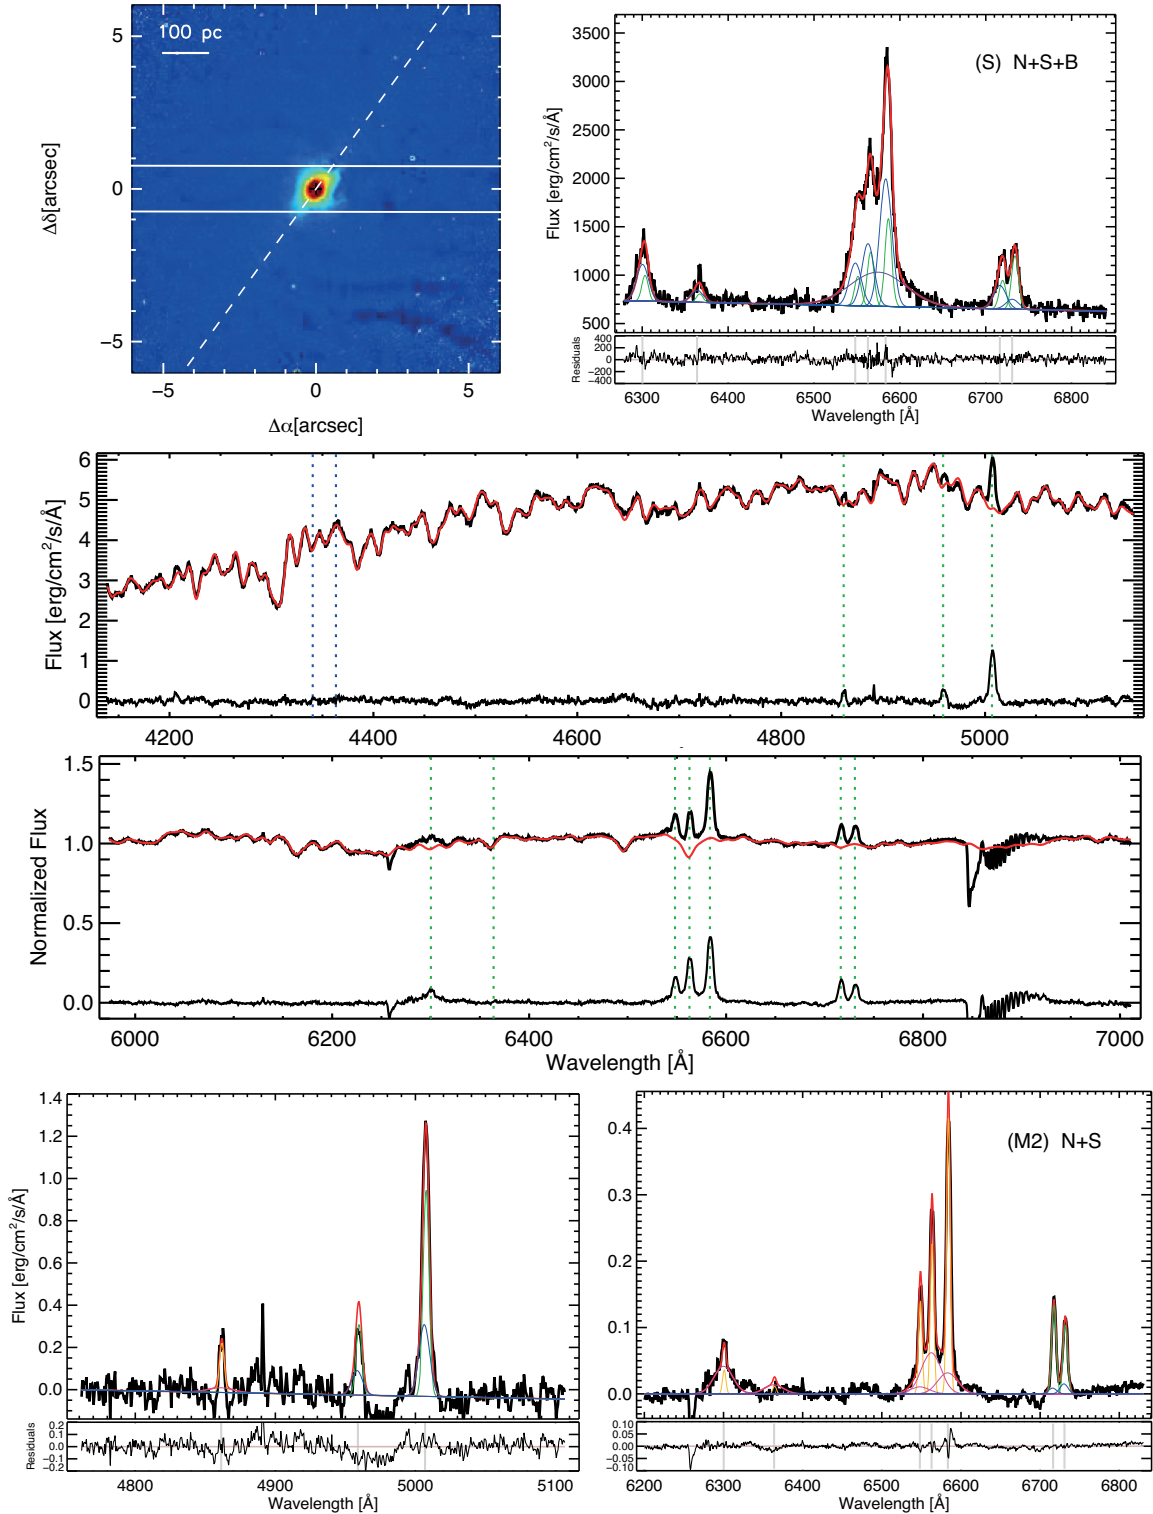 5
0
−5
Δδ[arcsec]
100 pc
−5 0 5
Δα[arcsec]
3500
3000
2500
2000
1500
1000
500
Flux [erg/cm²/s/Å]
(S) N+S+B
400
200
0
−200
−400
Residuals
6300 6400 6500 6600 6700 6800
Wavelength [Å]
6
5
4
3
2
1
0
Flux [erg/cm²/s/Å]
4200 4400 4600 4800 5000
1.5
1.0
0.5
0.0
Normalized Flux
6000 6200 6400 6600 6800 7000
Wavelength [Å]
1.4
1.2
1.0
0.8
0.6
0.4
0.2
0.0
Flux [erg/cm²/s/Å]
0.2
0.1
0.0
−0.1
−0.2
Residuals
4800 4900 5000 5100
Wavelength [Å]
0.4
0.3
0.2
0.1
0.0
(M2) N+S
0.10
0.05
0.00
−0.05
−0.10
6200 6300 6400 6500 6600 6700 6800
Wavelength [Å]